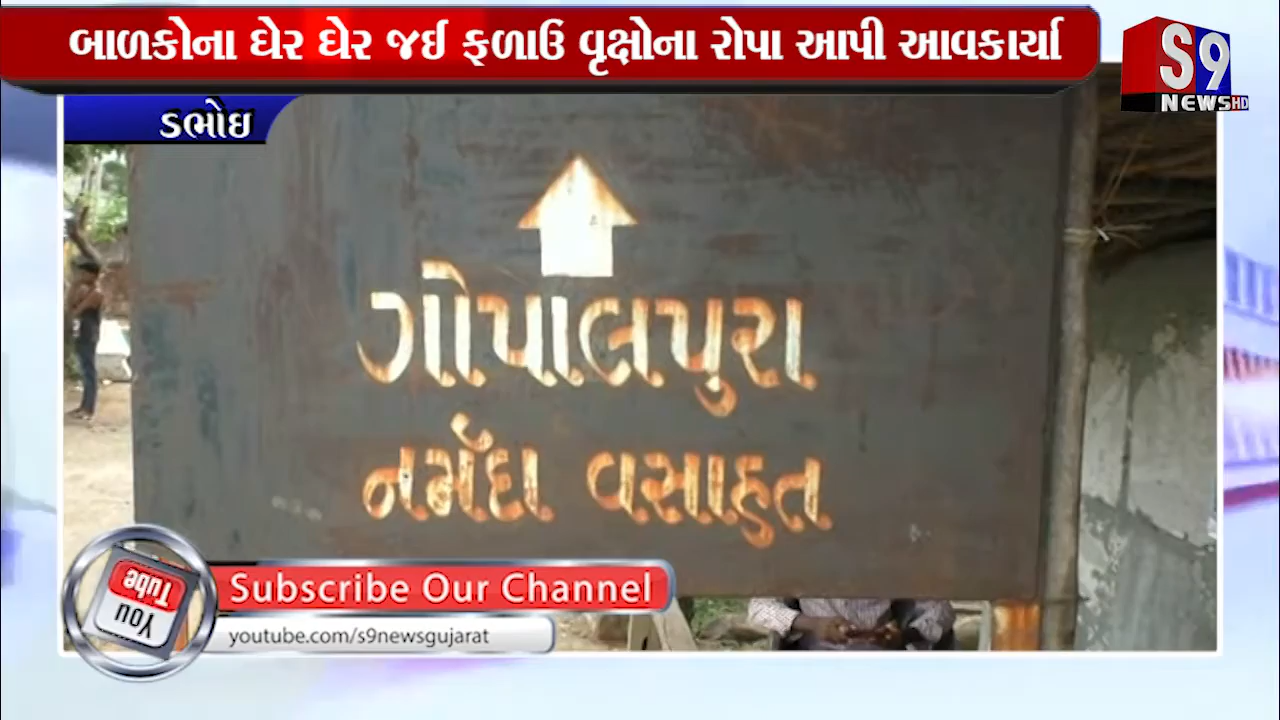 બાળકોના ઘેર ઘેર જઈ ફળાઉ વૃક્ષોના રોપા આપી આવકાર્યા
S9
NEWS HD
ડભોઇ
ગોપાલપુરા
નર્મદા વસાહત
You Tube
Subscribe Our Channel
youtube.com/s9newsgujarat